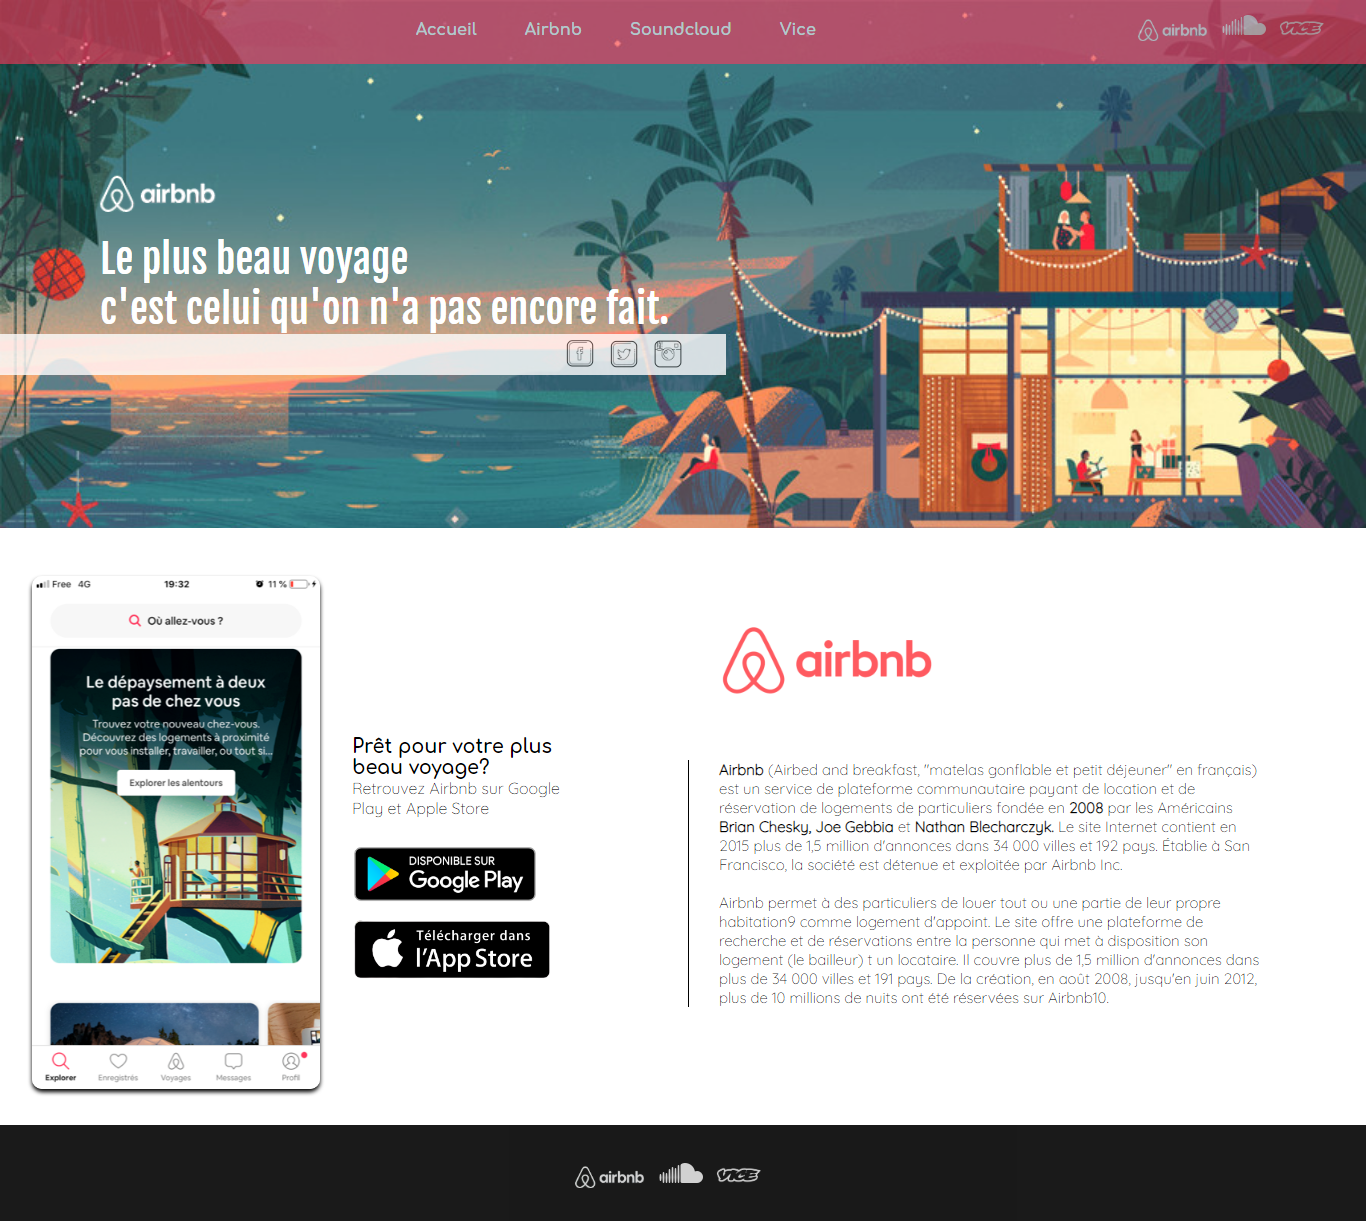 Accueil
Airbnb
Soundcloud
Vice
airbnb
VICE
airbnb
Le plus beau voyage
c'est celui qu'on n'a pas encore fait.
Free 4G
19:32
11 %
Où allez-vous ?
Le dépaysement à deux
pas de chez vous
Trouvez votre nouveau chez-vous.
Découvrez des logements à proximité
pour vous installer, travailler, ou tout si...
Explorer les alentours
Explorer
Enregistrés
Voyages
Messages
Profil
Prêt pour votre plus
beau voyage?
Retrouvez Airbnb sur Google
Play et Apple Store
DISPONIBLE SUR
Google Play
Télécharger dans
l'App Store
airbnb
Airbnb (Airbed and breakfast, "matelas gonflable et petit déjeuner" en français)
est un service de plateforme communautaire payant de location et de
réservation de logements de particuliers fondée en 2008 par les Américains
Brian Chesky, Joe Gebbia et Nathan Blecharczyk. Le site Internet contient en
2015 plus de 1,5 million d'annonces dans 34 000 villes et 192 pays. Établie à San
Francisco, la société est détenue et exploitée par Airbnb Inc..
Airbnb permet à des particuliers de louer tout ou une partie de leur propre
habitation9 comme logement d'appoint. Le site offre une plateforme de
recherche et de réservations entre la personne qui met à disposition son
logement (le bailleur) t un locataire. Il couvre plus de 1,5 million d'annonces dans
plus de 34 000 villes et 191 pays. De la création, en août 2008, jusqu'en juin 2012,
plus de 10 millions de nuits ont été réservées sur Airbnb10.
airbnb
VICE